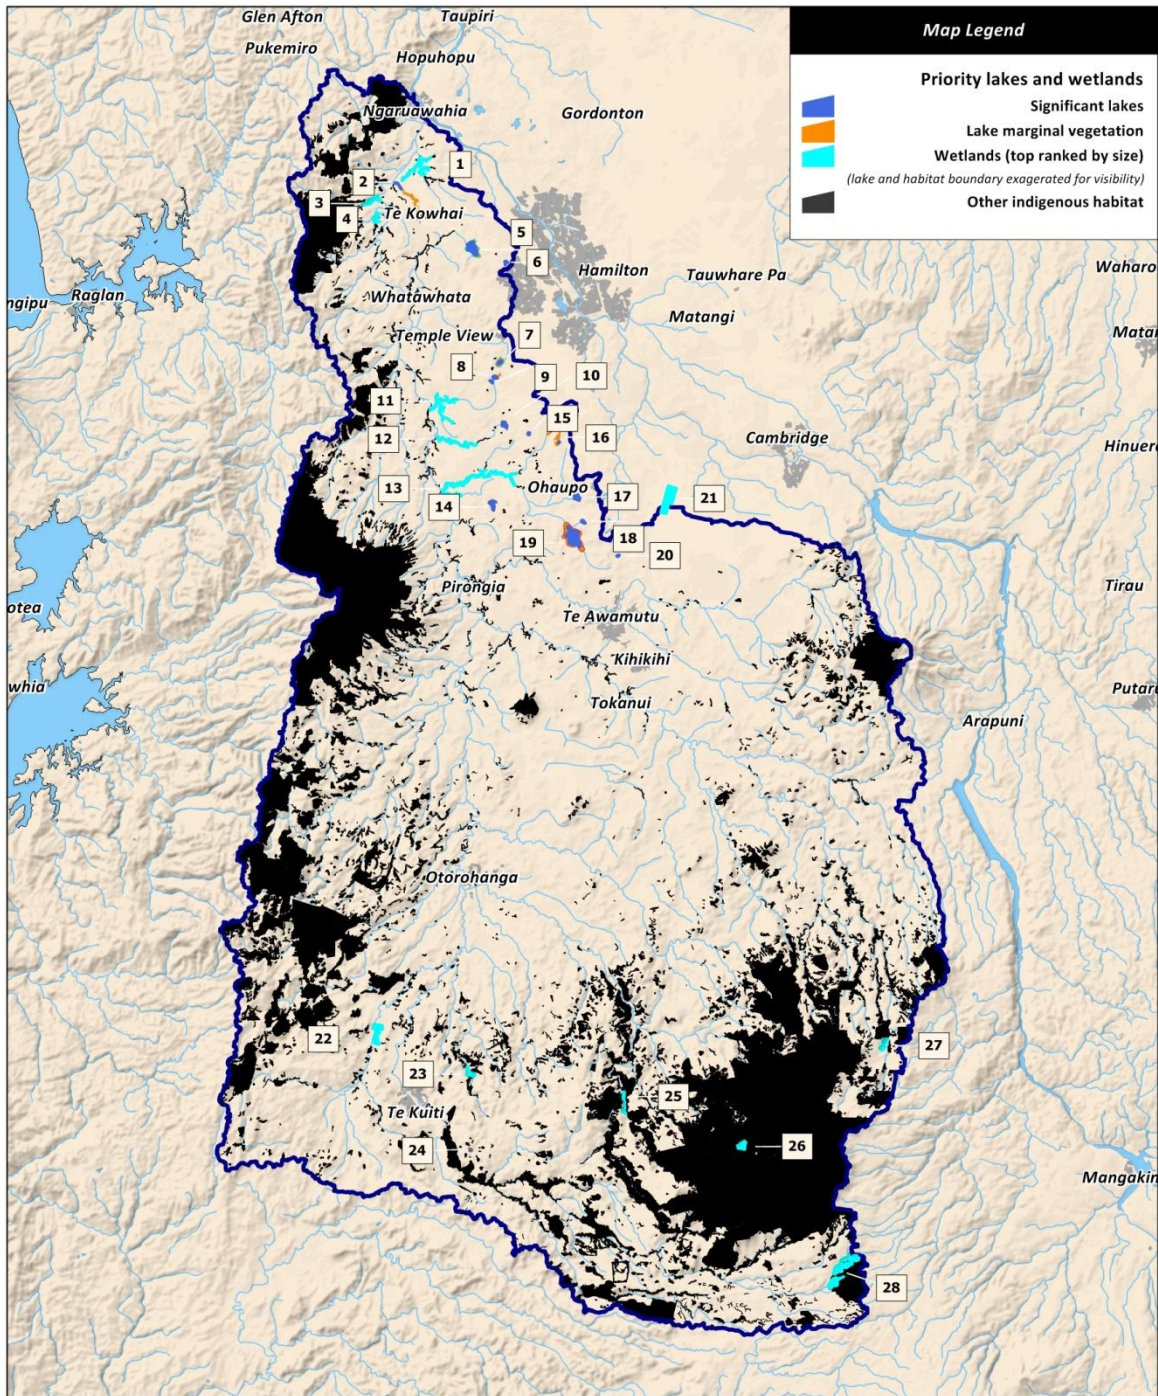 Glen Afton
Taupiri
Pukemiro
Hopuhopu
Ngaruawahia
Gordonton
Map Legend
Priority lakes and wetlands
Significant lakes
Lake marginal vegetation
Wetlands (top ranked by size)
(lake and habitat boundary exagerated for visibility)
Other indigenous habitat
1
2
3
4
Te Kowhai
5
6
Hamilton
Tauwhare Pa
Waharo
ngipu
Raglan
Whatawhata
Matangi
Matar
Temple View
7
8
9
10
11
12
15
16
Cambridge
Hinuera
13
14
Ohaupo
17
21
19
18
20
otea
Pirongia
Tirau
Te Awamutu
Kihikihi
whia
Tokanui
Putaru
Arapuni
Otorohanga
22
27
23
25
Te Kuiti
24
26
Mangakin
28